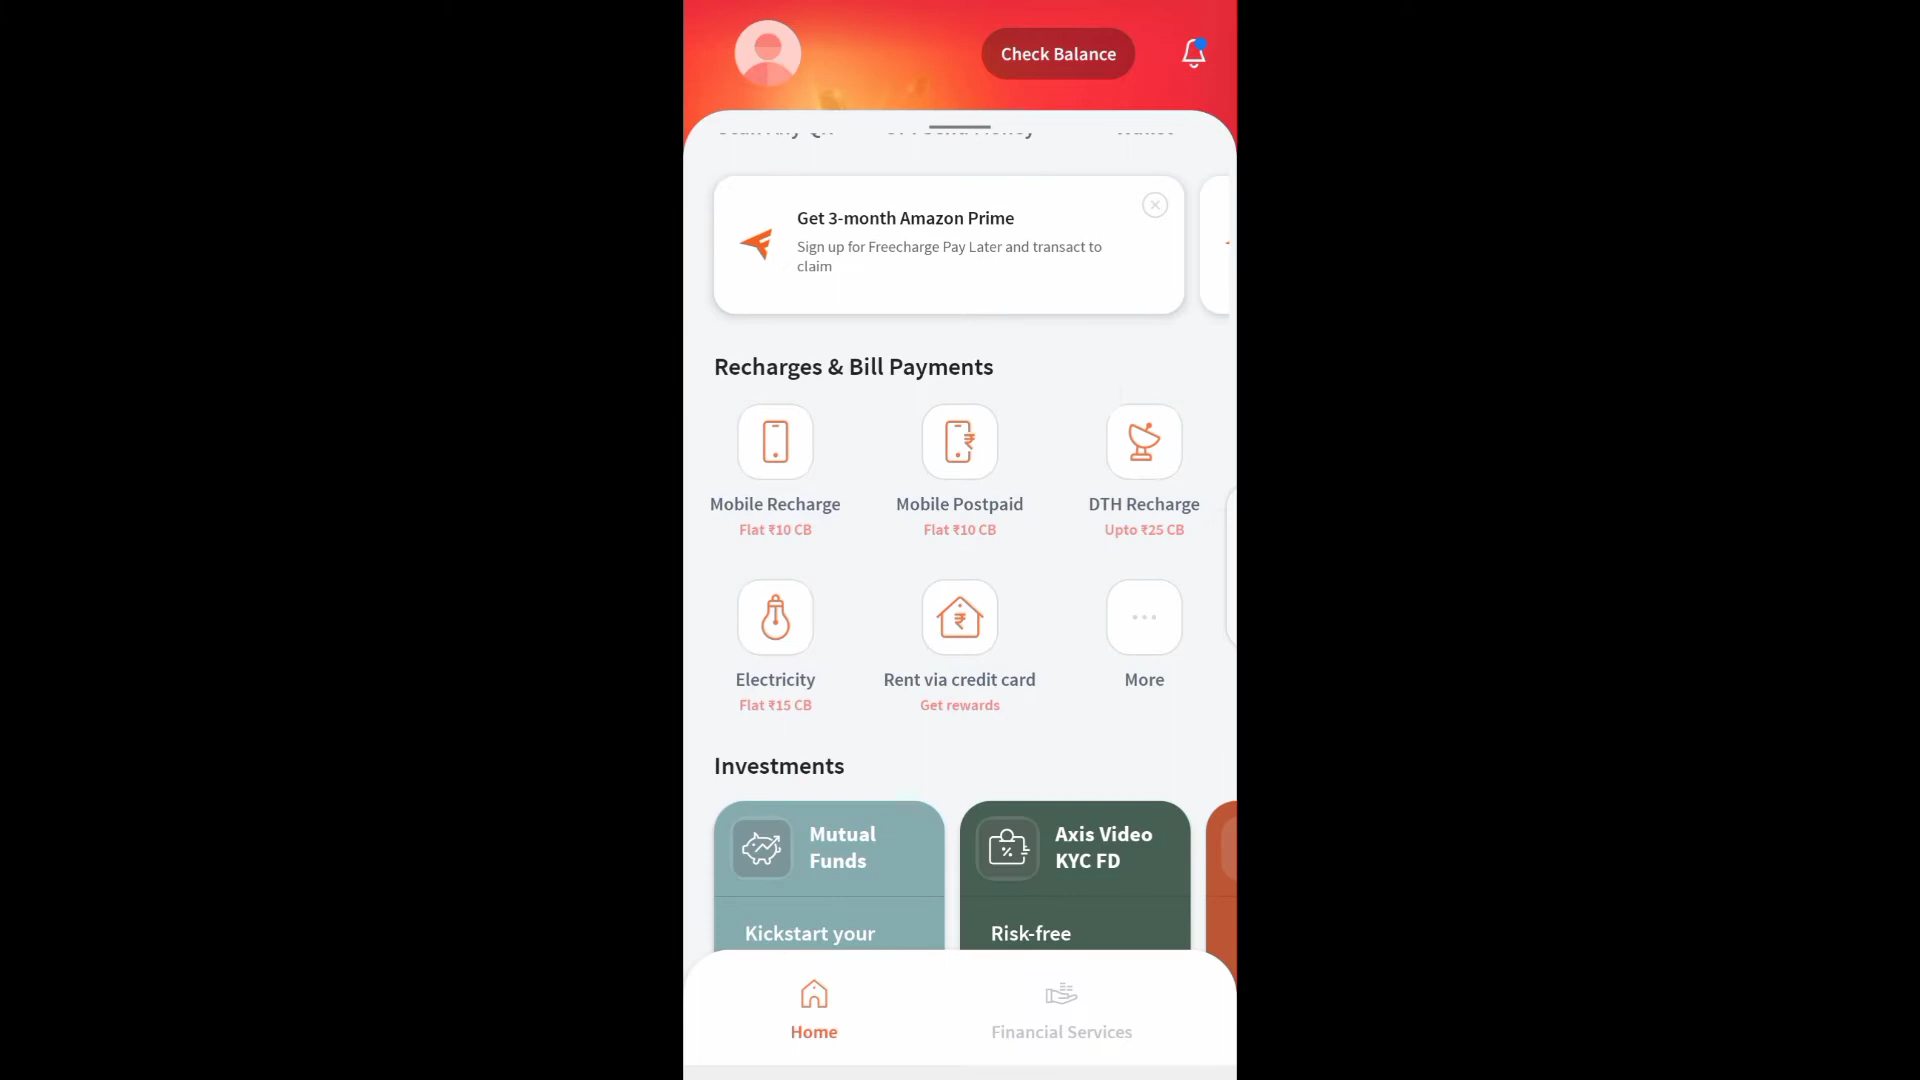 Check Balance
Get 3-month Amazon Prime
Sign up for Freecharge Pay Later and transact to
claim
Recharges & Bill Payments
Mobile Recharge
Flat ₹10 CB
Mobile Postpaid
Flat ₹10 CB
DTH Recharge
Upto ₹25 CB
Electricity
Flat ₹15 CB
Rent via credit card
Get rewards
More
Investments
Mutual
Funds
Kickstart your
Axis Video
KYC FD
Risk-free
Home
Financial Services